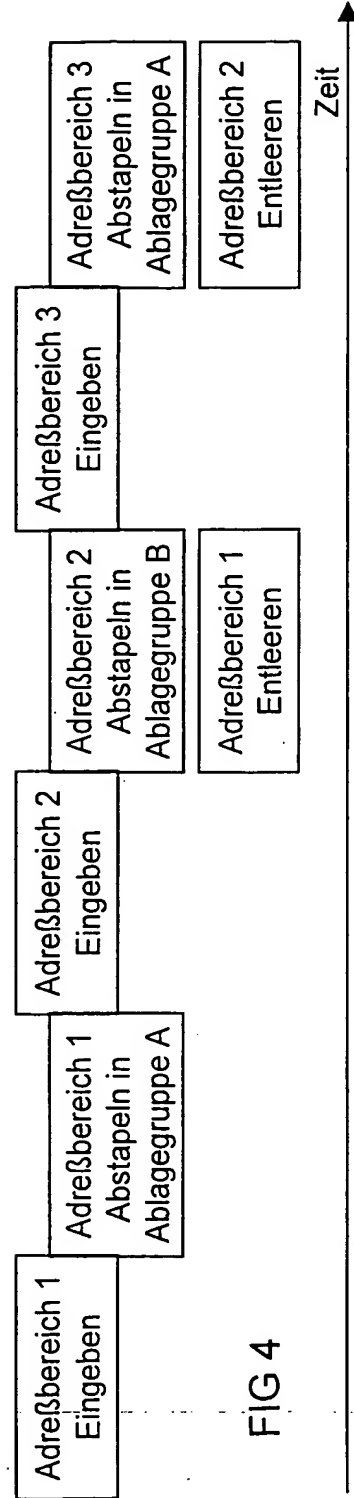 Adreßbereich 1
Eingeben
Adreßbereich 1
Abstapeln in
Ablagegruppe A
Adreßbereich 2
Eingeben
Adreßbereich 2
Abstapeln in
Ablagegruppe B
Adreßbereich 1
Entleeren
Adreßbereich 3
Eingeben
Adreßbereich 3
Abstapeln in
Ablagegruppe A
Adreßbereich 2
Entleeren
Zeit
FIG 4